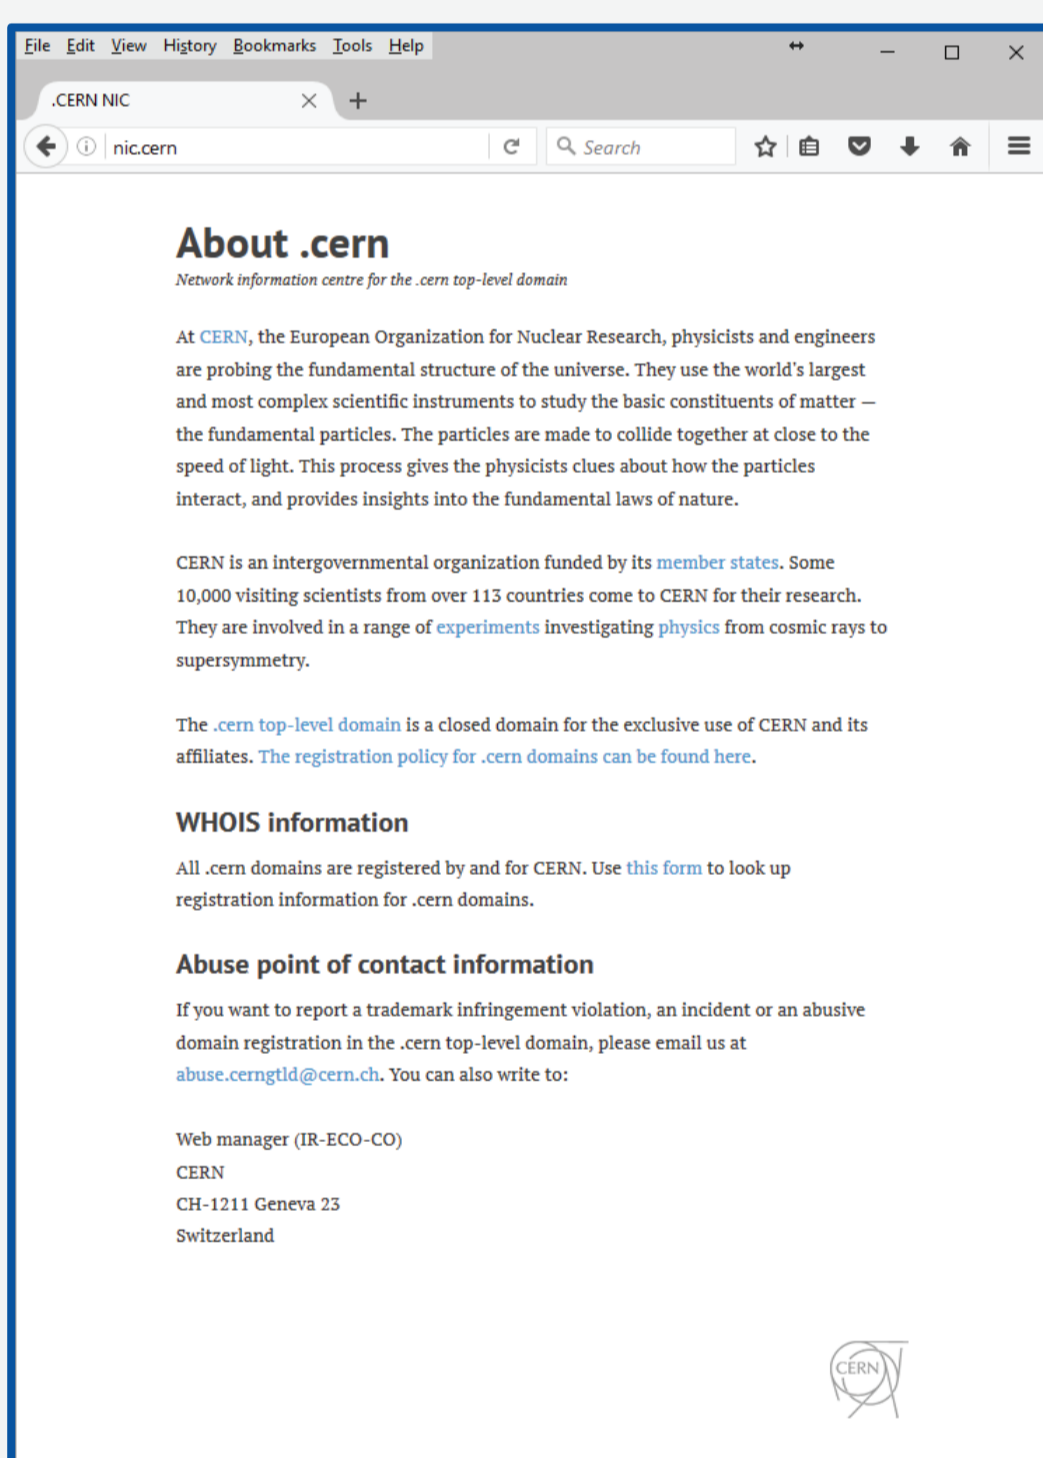 File Edit View History Bookmarks Tools Help
.CERN NIC
nic.cern
Search
About .cern
Network information centre for the .cern top-level domain
At CERN, the European Organization for Nuclear Research, physicists and engineers
are probing the fundamental structure of the universe. They use the world's largest
and most complex scientific instruments to study the basic constituents of matter —
the fundamental particles. The particles are made to collide together at close to the
speed of light. This process gives the physicists clues about how the particles
interact, and provides insights into the fundamental laws of nature.
CERN is an intergovernmental organization funded by its member states. Some
10,000 visiting scientists from over 113 countries come to CERN for their research.
They are involved in a range of experiments investigating physics from cosmic rays to
supersymmetry.
The .cern top-level domain is a closed domain for the exclusive use of CERN and its
affiliates. The registration policy for .cern domains can be found here.
WHOIS information
All .cern domains are registered by and for CERN. Use this form to look up
registration information for .cern domains.
Abuse point of contact information
If you want to report a trademark infringement violation, an incident or an abusive
domain registration in the .cern top-level domain, please email us at
abuse.cerngtld@cern.ch. You can also write to:
Web manager (IR-ECO-CO)
CERN
CH-1211 Geneva 23
Switzerland
CERN